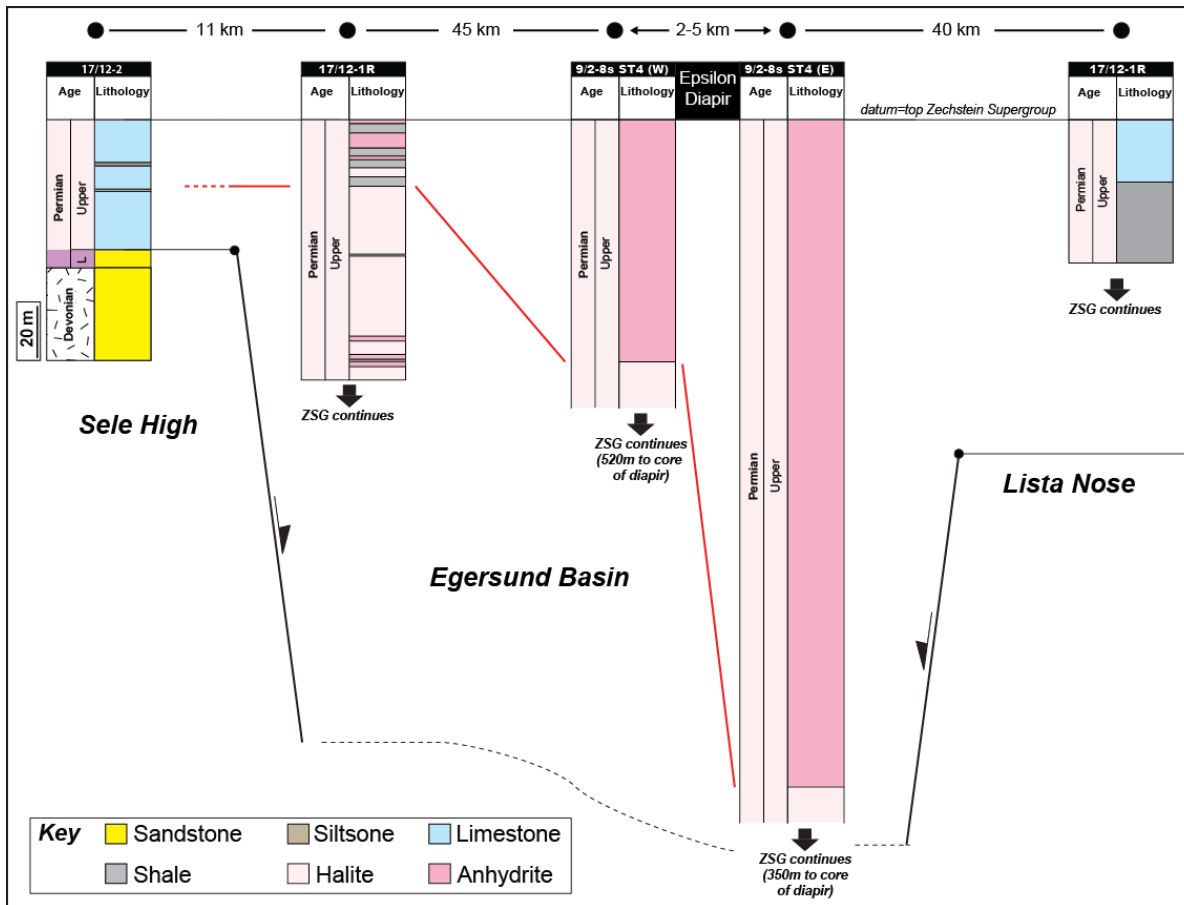 11 km
45 km
2-5 km
40 km
17/12-2
Age
Lithology
Permian
Upper
L
Devonian
20 m
17/12-1R
Age
Lithology
Permian
Upper
ZSG continues
9/2-8s ST4 (W)
Age
Lithology
Permian
Upper
ZSG continues
(520m to core
of diapir)
Epsilon
Diapir
9/2-8s ST4 (E)
Age
Lithology
Permian
Upper
ZSG continues
(350m to core
of diapir)
datum=top Zechstein Supergroup
17/12-1R
Age
Lithology
Permian
Upper
ZSG continues
Sele High
Egersund Basin
Lista Nose
Key
Sandstone
Siltsone
Limestone
Shale
Halite
Anhydrite